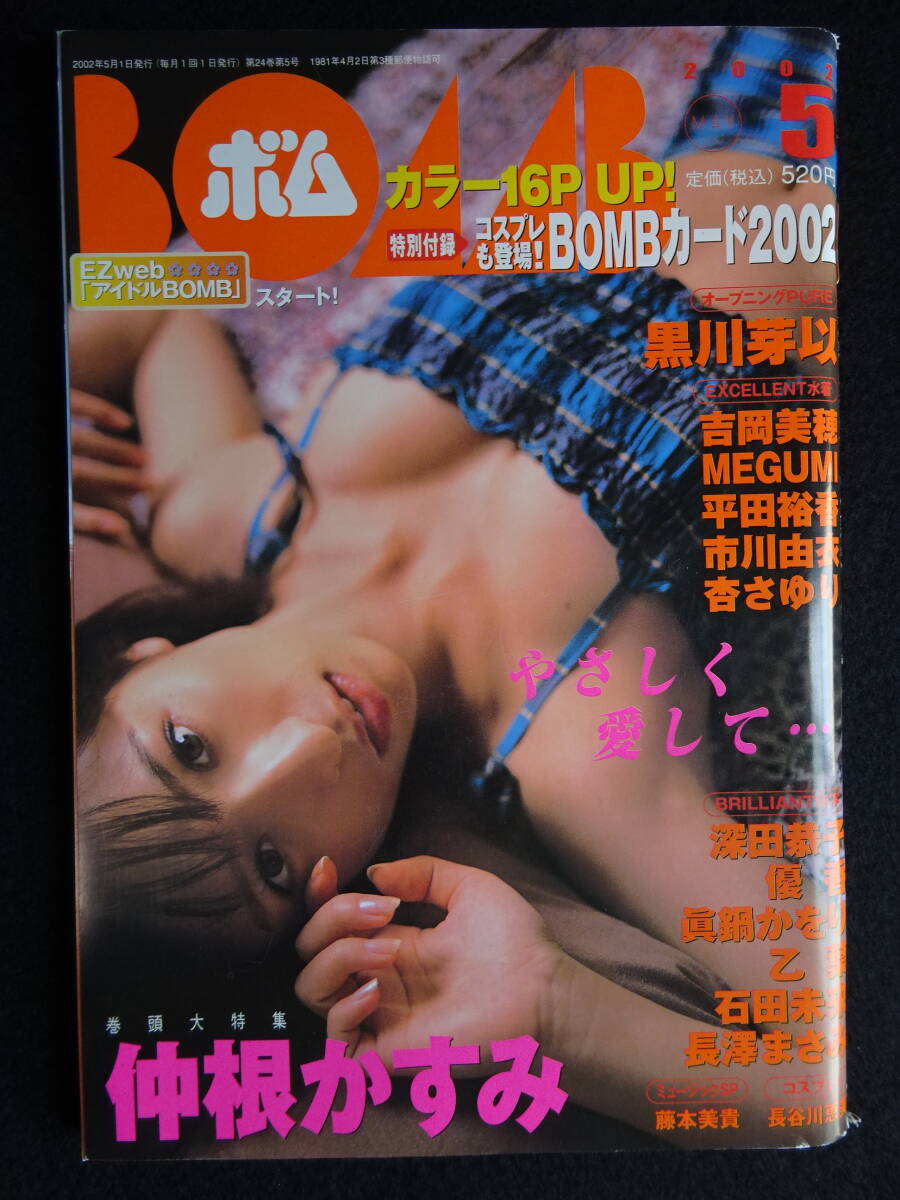 2002年5月1日発行(毎月1回1日発行) 第24巻第5号 1981年4月2日第3種郵便物認可
BOMB
ボム
2002
MAY
5
定価(税込) 520円
カラー16P UP!
特別付録
コスプレ
も登場!
BOMBカード2002
EZweb
「アイドルBOMB」
スタート!
オープニングPURE
黒川芽以
EXCELLENT水着
吉岡美穂
MEGUMI
平田裕香
市川由衣
杏さゆり
やさしく
愛して…
BRILLIANT
深田恭子
優香
眞鍋かをり
乙葉
石田未来
長澤まさみ
ミュージックSP
藤本美貴
コスプレ
長谷川恵美
巻頭大特集
仲根かすみ